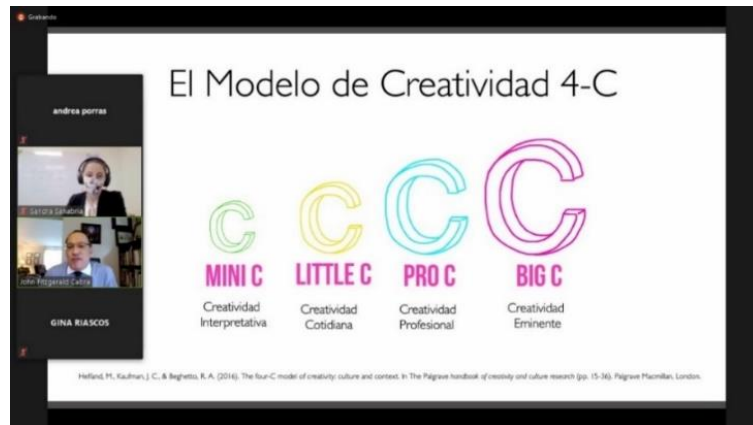 Grabando
El Modelo de Creatividad 4-C
andrea porras
Sandra Sanabria
John Fitzgerald Cabra
GINA RIASCOS
MINI C
LITTLE C
PRO C
BIG C
Creatividad
Interpretativa
Creatividad
Cotidiana
Creatividad
Profesional
Creatividad
Eminente
Helfand, M., Kaufman, J. C., & Beghetto, R. A. (2016). The four-C model of creativity: culture and context. In The Palgrave handbook of creativity and culture research (pp. 15-36). Palgrave Macmillan, London.